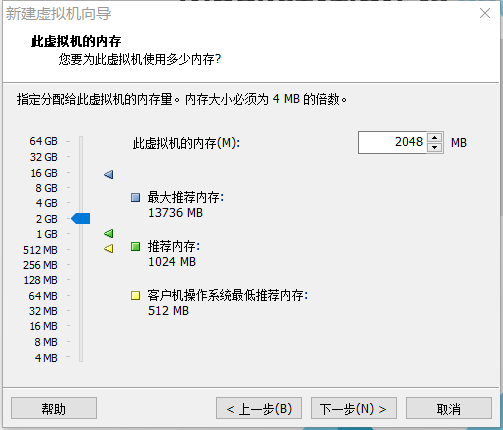 新建虚拟机向导
此虚拟机的内存
您要为此虚拟机使用多少内存?
指定分配给此虚拟机的内存量。内存大小必须为 4 MB 的倍数。
此虚拟机的内存(M):
2048 MB
64 GB
32 GB
16 GB
8 GB
4 GB
2 GB
1 GB
512 MB
256 MB
128 MB
64 MB
32 MB
16 MB
8 MB
4 MB
最大推荐内存:
13736 MB
推荐内存:
1024 MB
客户机操作系统最低推荐内存:
512 MB
帮助
< 上一步(B)
下一步(N) >
取消